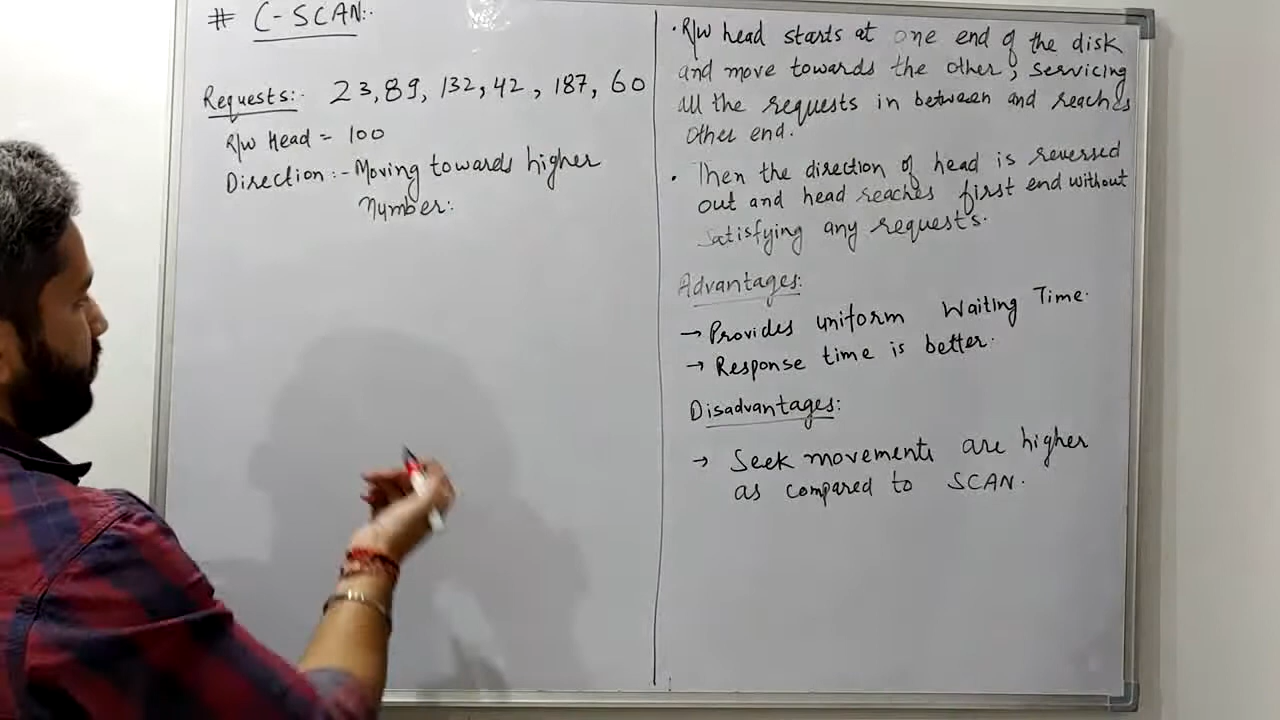 # C-SCAN:-
Requests:- 23, 89, 132, 42, 187, 60
R/W Head = 100
Direction :- Moving towards higher
Number:
· R/W head starts at one end of the disk
and move towards the other, servicing
all the requests in between and reaches
other end.
· Then the direction of head is reversed
out and head reaches first end without
satisfying any requests.
Advantages:
→ Provides uniform Waiting Time.
→ Response time is better.
Disadvantages:
→ Seek movements are higher
as compared to SCAN.